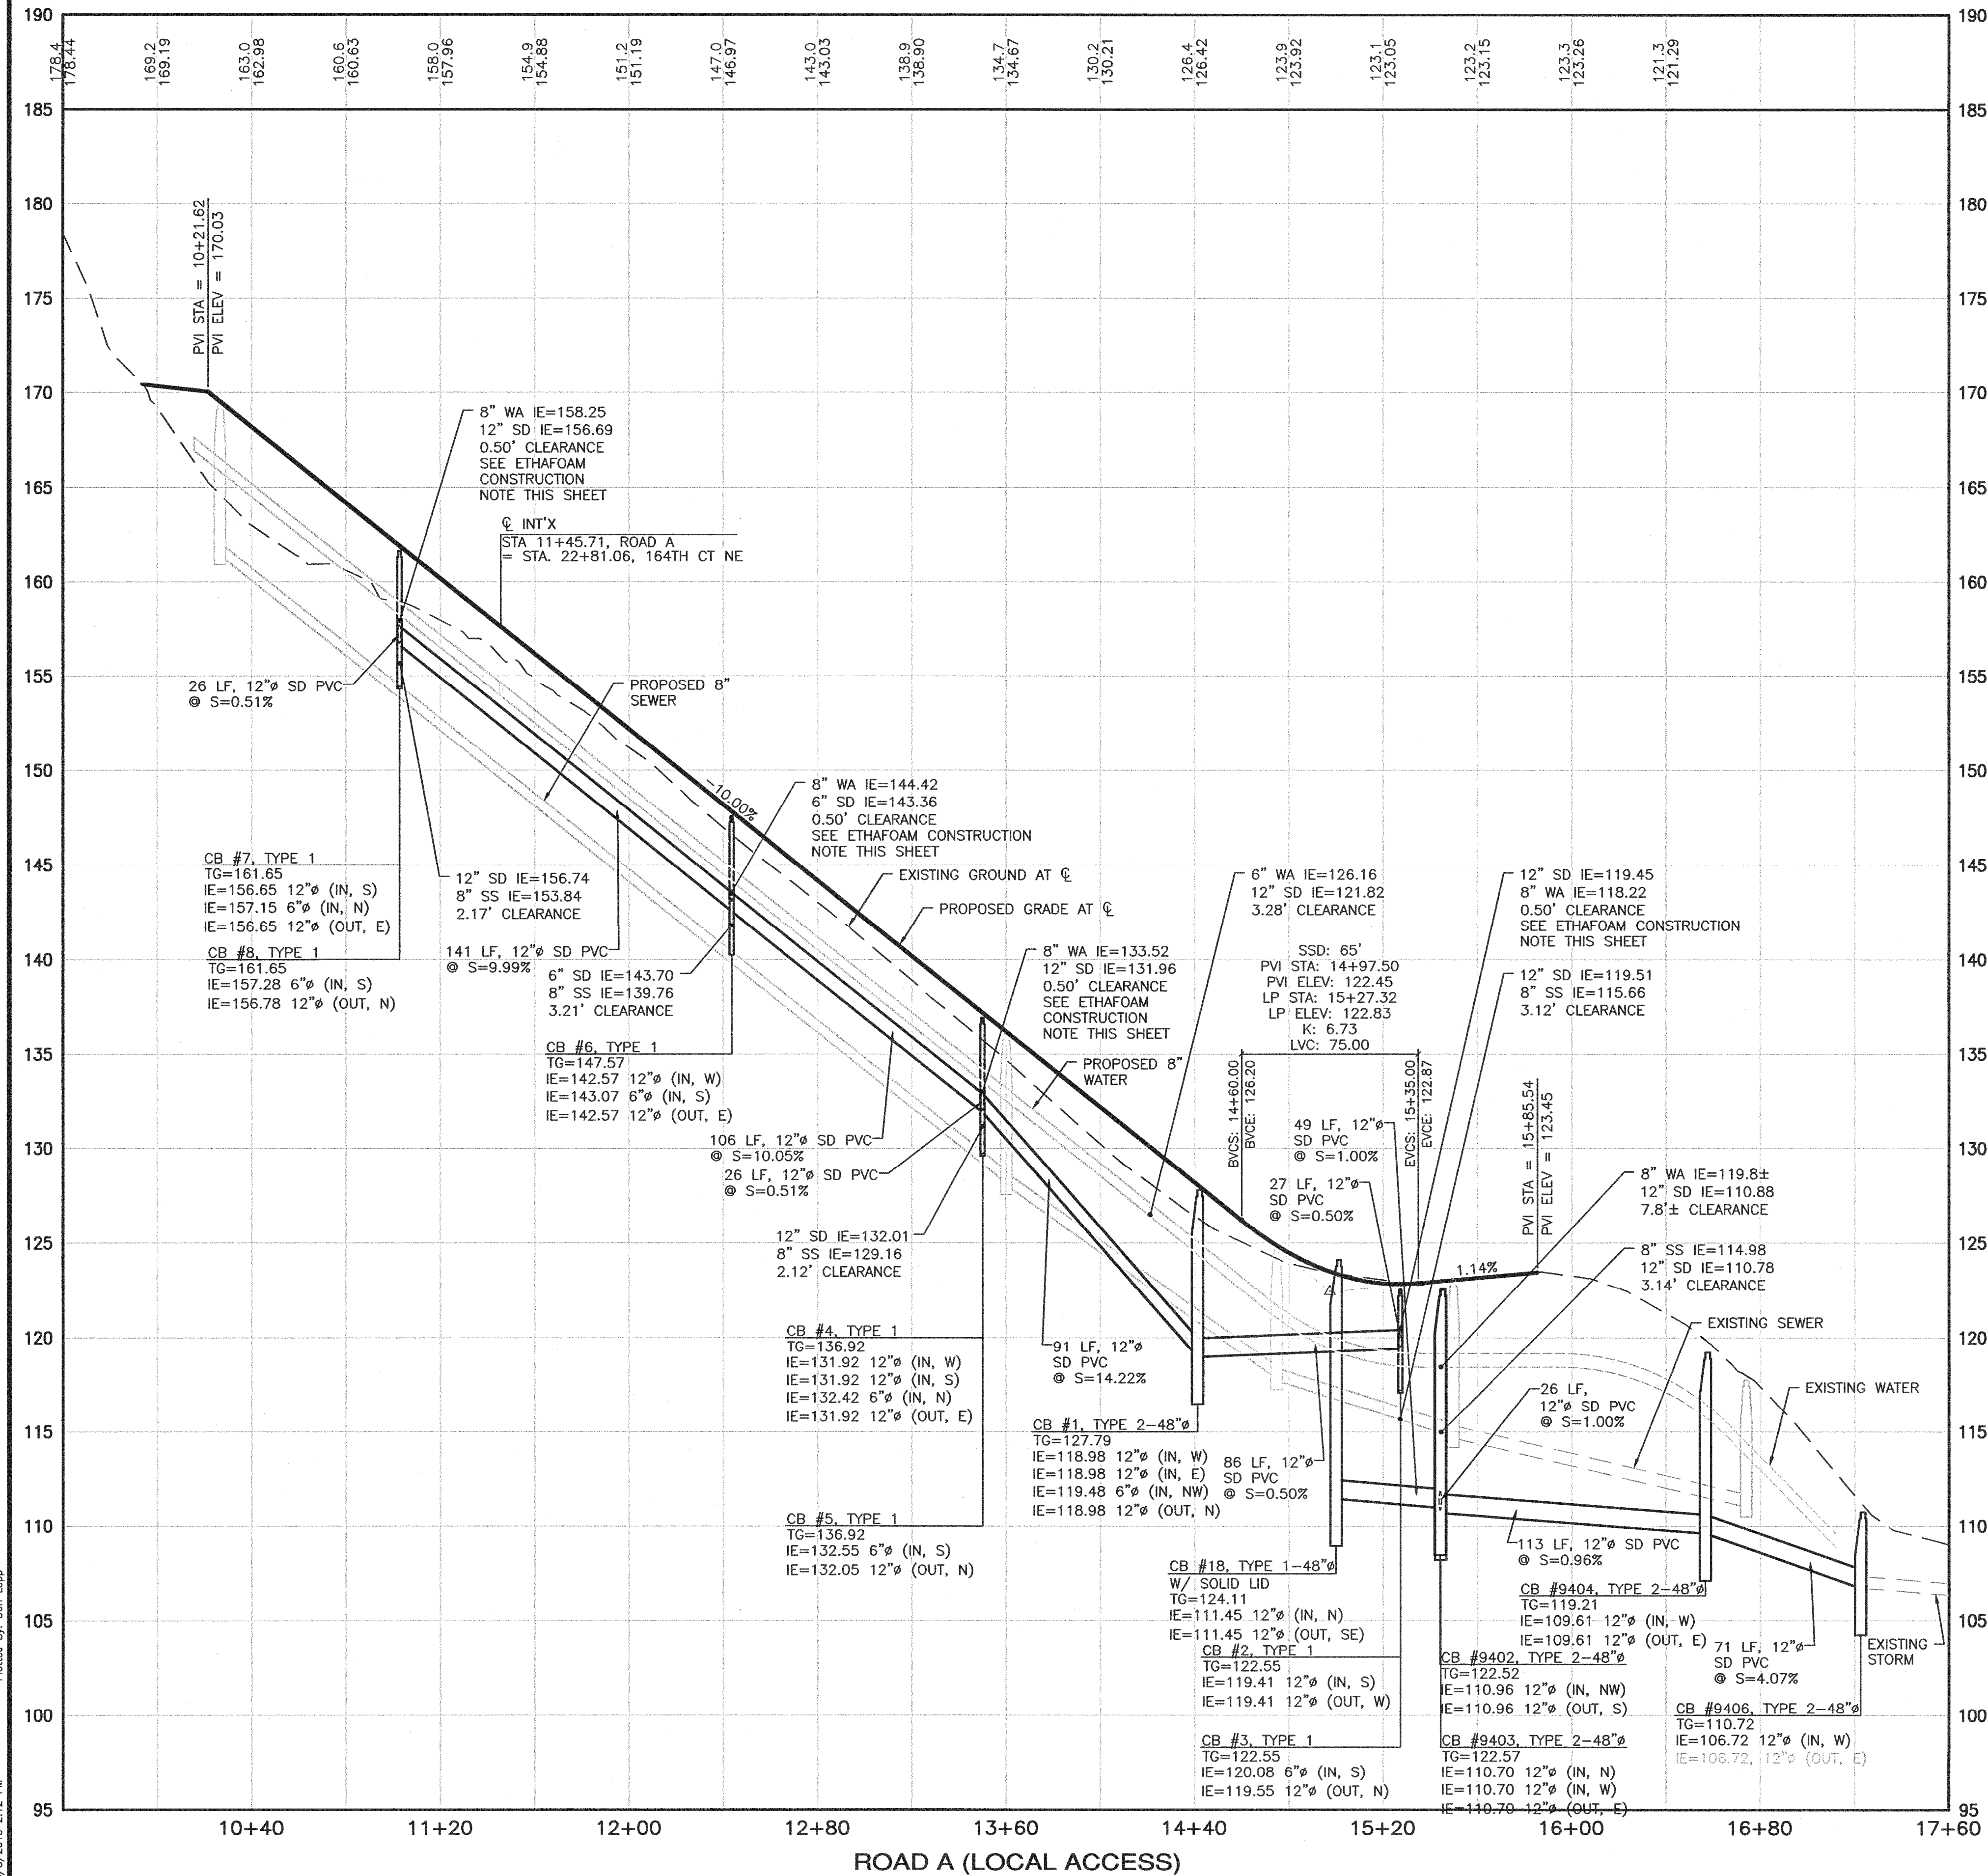 190
190
178.4
178.44
169.2
169.19
163.0
162.98
160.6
160.63
158.0
157.96
154.9
154.88
151.2
151.19
147.0
146.97
143.0
143.03
138.9
138.90
134.7
134.67
130.2
130.21
126.4
126.42
123.9
123.92
123.1
123.05
123.2
123.15
123.3
123.26
121.3
121.29
185
185
180
180
175
175
170
170
165
165
160
160
155
155
150
150
145
145
140
140
135
135
130
130
125
125
120
120
115
115
110
110
105
105
100
100
95
95
PVI STA = 10+21.62
PVI ELEV = 170.03
8" WA IE=158.25
12" SD IE=156.69
0.50' CLEARANCE
SEE ETHAFOAM
CONSTRUCTION
NOTE THIS SHEET
℄ INT'X
STA 11+45.71, ROAD A
= STA. 22+81.06, 164TH CT NE
26 LF, 12"ø SD PVC
@ S=0.51%
PROPOSED 8"
SEWER
-10.00%
8" WA IE=144.42
6" SD IE=143.36
0.50' CLEARANCE
SEE ETHAFOAM CONSTRUCTION
NOTE THIS SHEET
CB #7, TYPE 1
TG=161.65
IE=156.65 12"ø (IN, S)
IE=157.15 6"ø (IN, N)
IE=156.65 12"ø (OUT, E)
CB #8, TYPE 1
TG=161.65
IE=157.28 6"ø (IN, S)
IE=156.78 12"ø (OUT, N)
12" SD IE=156.74
8" SS IE=153.84
2.17' CLEARANCE
141 LF, 12"ø SD PVC
@ S=9.99%
6" SD IE=143.70
8" SS IE=139.76
3.21' CLEARANCE
EXISTING GROUND AT ℄
PROPOSED GRADE AT ℄
CB #6, TYPE 1
TG=147.57
IE=142.57 12"ø (IN, W)
IE=143.07 6"ø (IN, S)
IE=142.57 12"ø (OUT, E)
8" WA IE=133.52
12" SD IE=131.96
0.50' CLEARANCE
SEE ETHAFOAM
CONSTRUCTION
NOTE THIS SHEET
PROPOSED 8"
WATER
6" WA IE=126.16
12" SD IE=121.82
3.28' CLEARANCE
SSD: 65'
PVI STA: 14+97.50
PVI ELEV: 122.45
LP STA: 15+27.32
LP ELEV: 122.83
K: 6.73
LVC: 75.00
BVCS: 14+60.00
BVCE: 126.20
EVCS: 15+35.00
EVCE: 122.87
12" SD IE=119.45
8" WA IE=118.22
0.50' CLEARANCE
SEE ETHAFOAM CONSTRUCTION
NOTE THIS SHEET
12" SD IE=119.51
8" SS IE=115.66
3.12' CLEARANCE
PVI STA = 15+85.54
PVI ELEV = 123.45
106 LF, 12"ø SD PVC
@ S=10.05%
26 LF, 12"ø SD PVC
@ S=0.51%
49 LF, 12"ø
SD PVC
@ S=1.00%
27 LF, 12"ø
SD PVC
@ S=0.50%
8" WA IE=119.8±
12" SD IE=110.88
7.8'± CLEARANCE
8" SS IE=114.98
12" SD IE=110.78
3.14' CLEARANCE
1.14%
12" SD IE=132.01
8" SS IE=129.16
2.12' CLEARANCE
CB #4, TYPE 1
TG=136.92
IE=131.92 12"ø (IN, W)
IE=131.92 12"ø (IN, S)
IE=132.42 6"ø (IN, N)
IE=131.92 12"ø (OUT, E)
CB #5, TYPE 1
TG=136.92
IE=132.55 6"ø (IN, S)
IE=132.05 12"ø (OUT, N)
91 LF, 12"ø
SD PVC
@ S=14.22%
EXISTING SEWER
EXISTING WATER
26 LF,
12"ø SD PVC
@ S=1.00%
CB #1, TYPE 2-48"ø
TG=127.79
IE=118.98 12"ø (IN, W)
IE=118.98 12"ø (IN, E)
IE=119.48 6"ø (IN, NW)
IE=118.98 12"ø (OUT, N)
86 LF, 12"ø
SD PVC
@ S=0.50%
CB #18, TYPE 1-48"ø
W/ SOLID LID
TG=124.11
IE=111.45 12"ø (IN, N)
IE=111.45 12"ø (OUT, SE)
CB #2, TYPE 1
TG=122.55
IE=119.41 12"ø (IN, S)
IE=119.41 12"ø (OUT, W)
CB #3, TYPE 1
TG=122.55
IE=120.08 6"ø (IN, S)
IE=119.55 12"ø (OUT, N)
113 LF, 12"ø SD PVC
@ S=0.96%
CB #9404, TYPE 2-48"ø
TG=119.21
IE=109.61 12"ø (IN, W)
IE=109.61 12"ø (OUT, E)
CB #9402, TYPE 2-48"ø
TG=122.52
IE=110.96 12"ø (IN, NW)
IE=110.96 12"ø (OUT, S)
CB #9403, TYPE 2-48"ø
TG=122.57
IE=110.70 12"ø (IN, N)
IE=110.70 12"ø (IN, W)
IE=110.70 12"ø (OUT, E)
71 LF, 12"ø
SD PVC
@ S=4.07%
EXISTING
STORM
CB #9406, TYPE 2-48"ø
TG=110.72
IE=106.72 12"ø (IN, W)
IE=106.72, 12"ø (OUT, E)
10+40
11+20
12+00
12+80
13+60
14+40
15+20
16+00
16+80
17+60
ROAD A (LOCAL ACCESS)